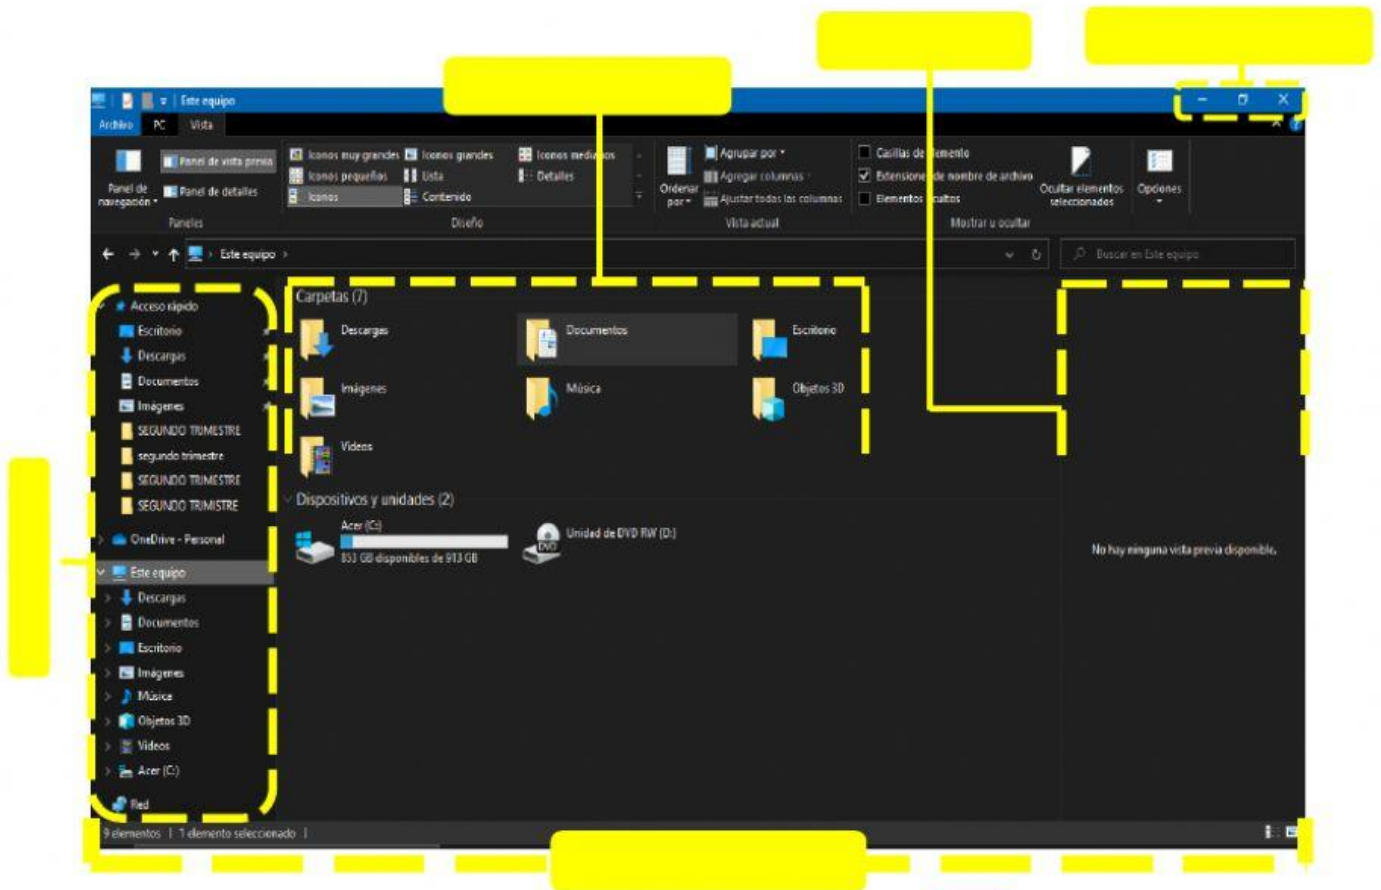 Este equipo
Archivo PC Vista
Panel de navegación
Panel de vista previa
Panel de detalles
Paneles
Iconos muy grandes Iconos grandes Iconos medianos
Iconos pequeños Lista Detalles
Iconos Contenido
Diseño
Ordenar por
Agrupar por
Agregar columnas
Ajustar todas las columnas
Vista actual
Casillas de elemento
Extensiones de nombre de archivo
Elementos ocultos
Ocultar elementos seleccionados
Mostrar u ocultar
Opciones
Este equipo
Buscar en Este equipo
Acceso rápido
Escritorio
Descargas
Documentos
Imágenes
SEGUNDO TRIMESTRE
segundo trimestre
SEGUNDO TRIMESTRE
SEGUNDO TRIMISTRE
OneDrive - Personal
Este equipo
Descargas
Documentos
Escritorio
Imágenes
Música
Objetos 3D
Videos
Acer (C:)
Red
Carpetas (7)
Descargas Documentos Escritorio
Imágenes Música Objetos 3D
Videos
Dispositivos y unidades (2)
Acer (C:)
853 GB disponibles de 913 GB
DVD
Unidad de DVD RW (D:)
No hay ninguna vista previa disponible.
9 elementos 1 elemento seleccionado